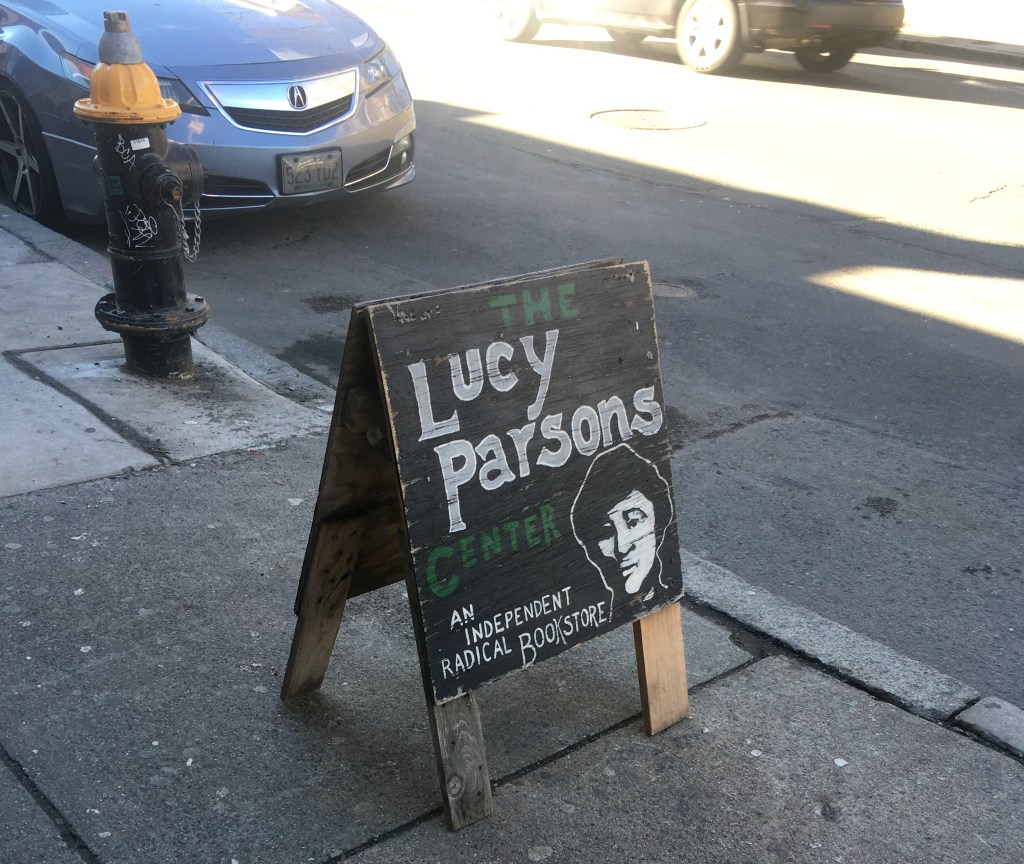 THE
LUCY
PARSONS
CENTER
AN
INDEPENDENT
RADICAL BOOKSTORE